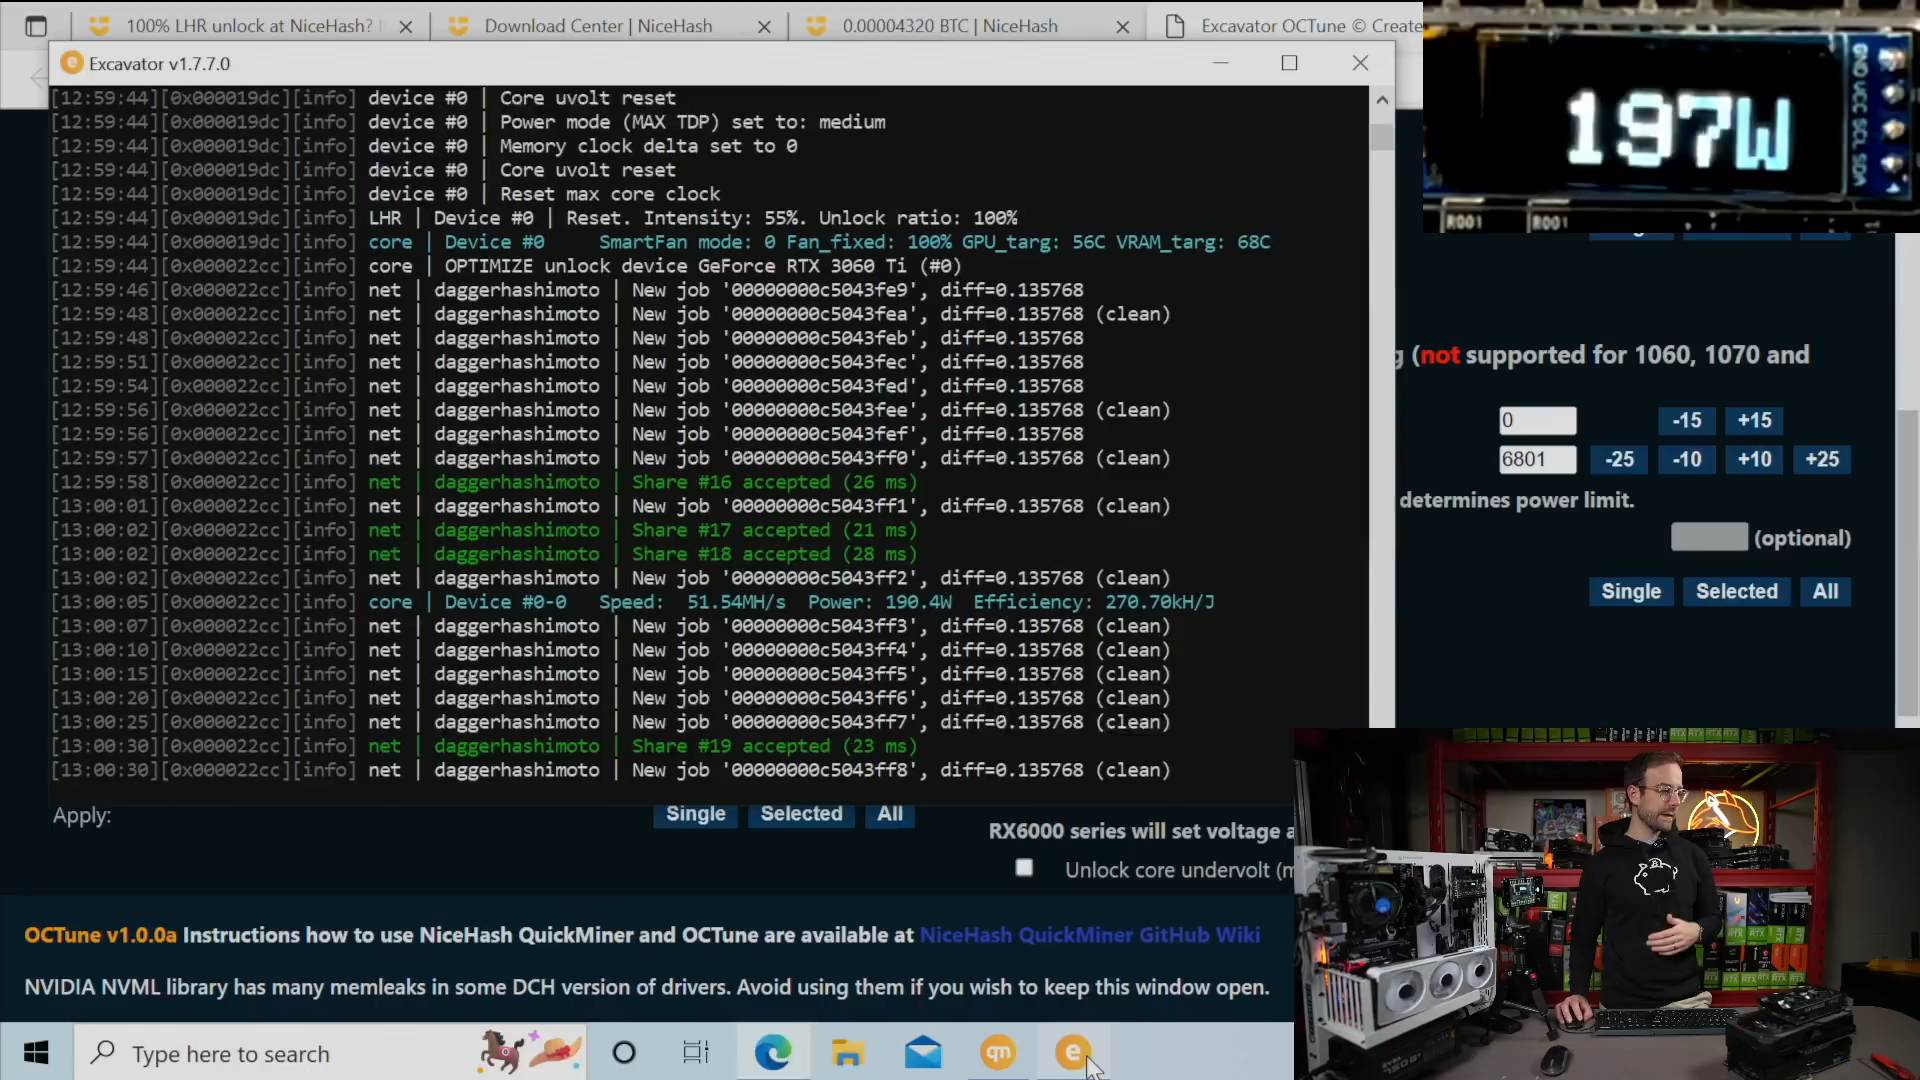 100% LHR unlock at NiceHash?
Download Center | NiceHash
0.00004320 BTC | NiceHash
Excavator OCTune © Create
Excavator v1.7.7.0
[12:59:44][0x000019dc][info] device #0 | Core uvolt reset
[12:59:44][0x000019dc][info] device #0 | Power mode (MAX TDP) set to: medium
[12:59:44][0x000019dc][info] device #0 | Memory clock delta set to 0
[12:59:44][0x000019dc][info] device #0 | Core uvolt reset
[12:59:44][0x000019dc][info] device #0 | Reset max core clock
[12:59:44][0x000019dc][info] LHR | Device #0 | Reset. Intensity: 55%. Unlock ratio: 100%
[12:59:44][0x000019dc][info] core | Device #0 SmartFan mode: 0 Fan_fixed: 100% GPU_targ: 56C VRAM_targ: 68C
[12:59:44][0x000019dc][info] core | OPTIMIZE unlock device GeForce RTX 3060 Ti (#0)
[12:59:46][0x000022cc][info] net | daggerhashimoto | New job '00000000c5043fe9', diff=0.135768
[12:59:48][0x000022cc][info] net | daggerhashimoto | New job '00000000c5043fea', diff=0.135768 (clean)
[12:59:48][0x000022cc][info] net | daggerhashimoto | New job '00000000c5043feb', diff=0.135768
[12:59:51][0x000022cc][info] net | daggerhashimoto | New job '00000000c5043fec', diff=0.135768
[12:59:54][0x000022cc][info] net | daggerhashimoto | New job '00000000c5043fed', diff=0.135768
[12:59:56][0x000022cc][info] net | daggerhashimoto | New job '00000000c5043fee', diff=0.135768 (clean)
[12:59:56][0x000022cc][info] net | daggerhashimoto | New job '00000000c5043fef', diff=0.135768
[12:59:57][0x000022cc][info] net | daggerhashimoto | New job '00000000c5043ff0', diff=0.135768 (clean)
[12:59:58][0x000022cc][info] net | daggerhashimoto | Share #16 accepted (26 ms)
[13:00:01][0x000022cc][info] net | daggerhashimoto | New job '00000000c5043ff1', diff=0.135768 (clean)
[13:00:02][0x000022cc][info] net | daggerhashimoto | Share #17 accepted (21 ms)
[13:00:02][0x000022cc][info] net | daggerhashimoto | Share #18 accepted (28 ms)
[13:00:02][0x000022cc][info] net | daggerhashimoto | New job '00000000c5043ff2', diff=0.135768 (clean)
[13:00:05][0x000022cc][info] core | Device #0-0 Speed: 51.54MH/s Power: 190.4W Efficiency: 270.70kH/J
[13:00:07][0x000022cc][info] net | daggerhashimoto | New job '00000000c5043ff3', diff=0.135768 (clean)
[13:00:10][0x000022cc][info] net | daggerhashimoto | New job '00000000c5043ff4', diff=0.135768 (clean)
[13:00:15][0x000022cc][info] net | daggerhashimoto | New job '00000000c5043ff5', diff=0.135768 (clean)
[13:00:20][0x000022cc][info] net | daggerhashimoto | New job '00000000c5043ff6', diff=0.135768 (clean)
[13:00:25][0x000022cc][info] net | daggerhashimoto | New job '00000000c5043ff7', diff=0.135768 (clean)
[13:00:30][0x000022cc][info] net | daggerhashimoto | Share #19 accepted (23 ms)
[13:00:30][0x000022cc][info] net | daggerhashimoto | New job '00000000c5043ff8', diff=0.135768 (clean)
197W
GND VCC SCL SDA
R001 R001
g (not supported for 1060, 1070 and
0 -15 +15
6801 -25 -10 +10 +25
determines power limit.
(optional)
Single Selected All
Apply: Single Selected All
RX6000 series will set voltage a
Unlock core undervolt (m
OCTune v1.0.0a Instructions how to use NiceHash QuickMiner and OCTune are available at NiceHash QuickMiner GitHub Wiki
NVIDIA NVML library has many memleaks in some DCH version of drivers. Avoid using them if you wish to keep this window open.
Type here to search
qm
e